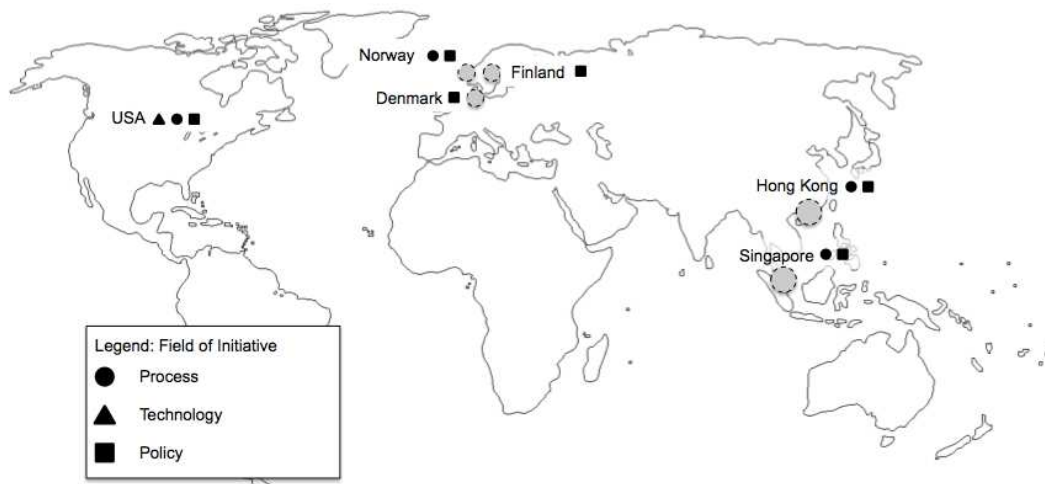 Norway
Finland
Denmark
USA
Hong Kong
Singapore
Legend: Field of Initiative
Process
Technology
Policy